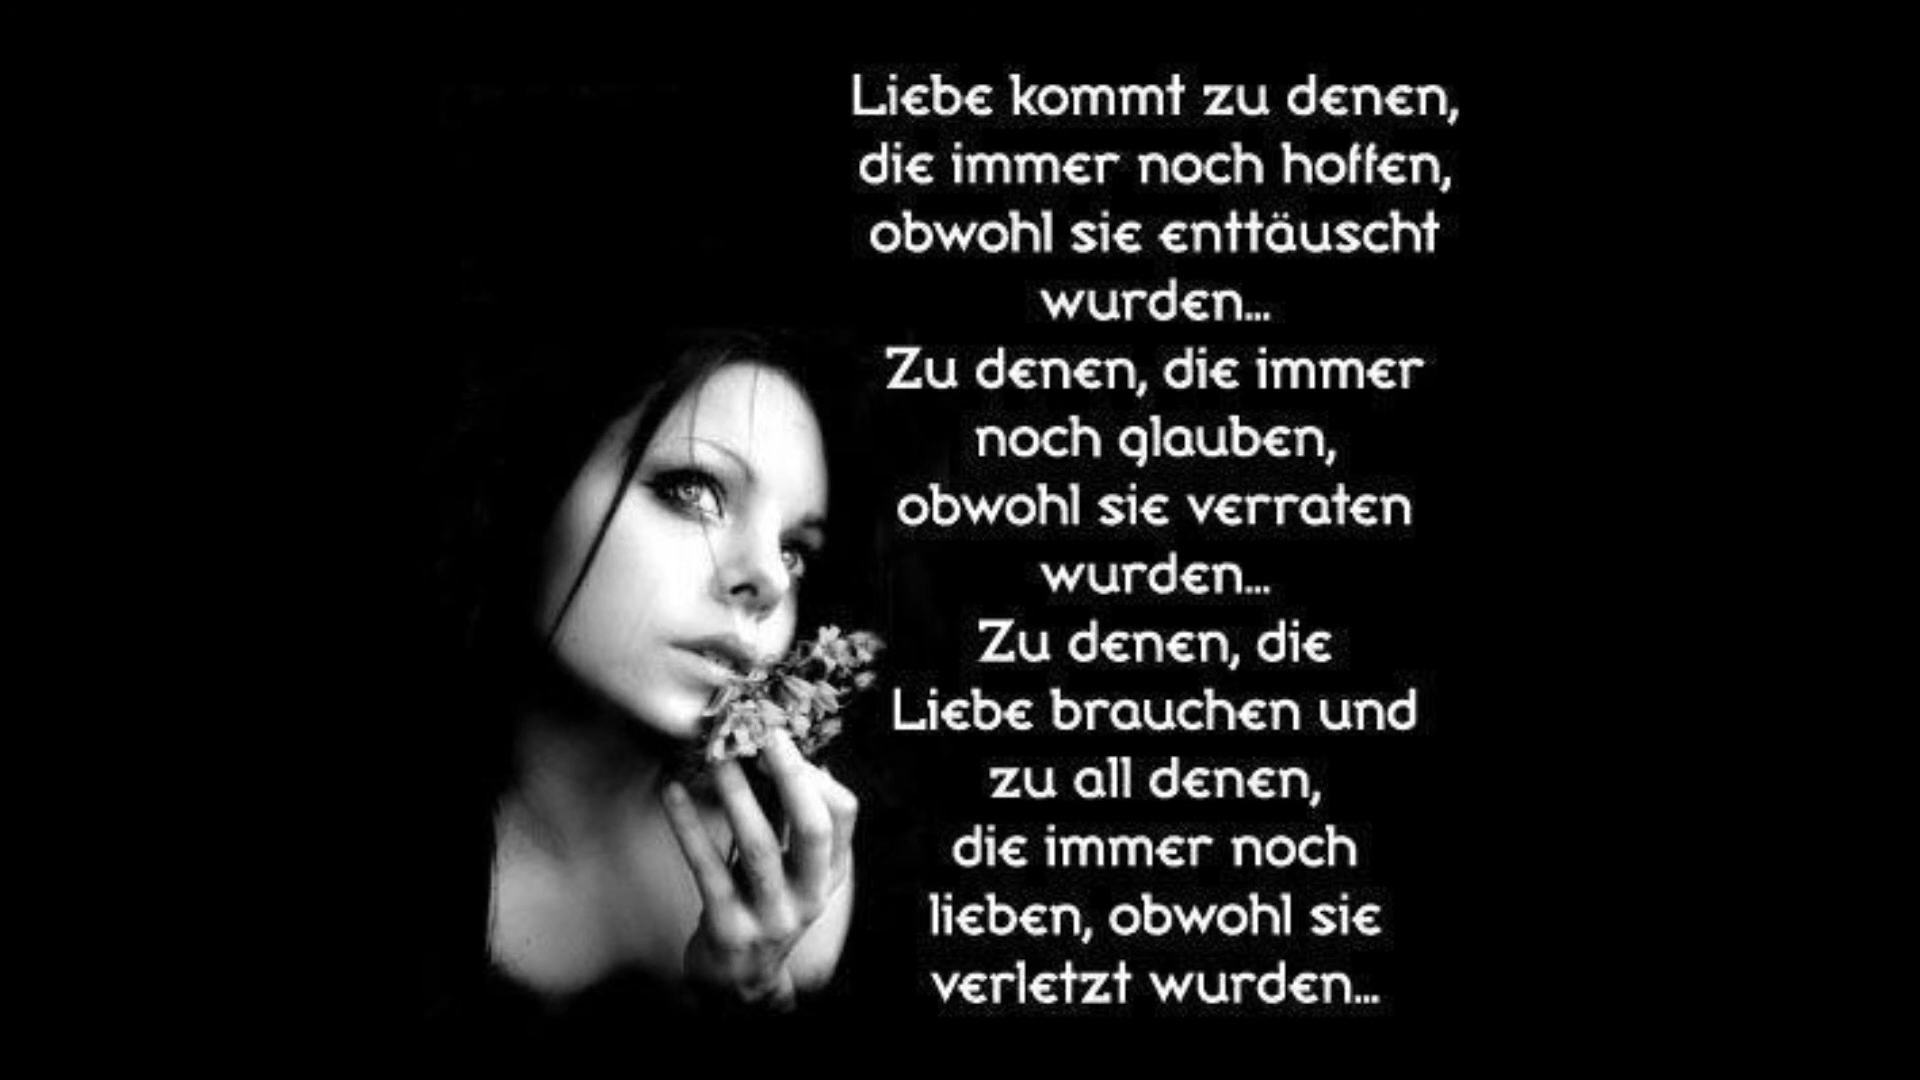 Liebe kommt zu denen,
die immer noch hoffen,
obwohl sie enttäuscht
wurden...
Zu denen, die immer
noch glauben,
obwohl sie verraten
wurden...
Zu denen, die
Liebe brauchen und
zu all denen,
die immer noch
lieben, obwohl sie
verletzt wurden...